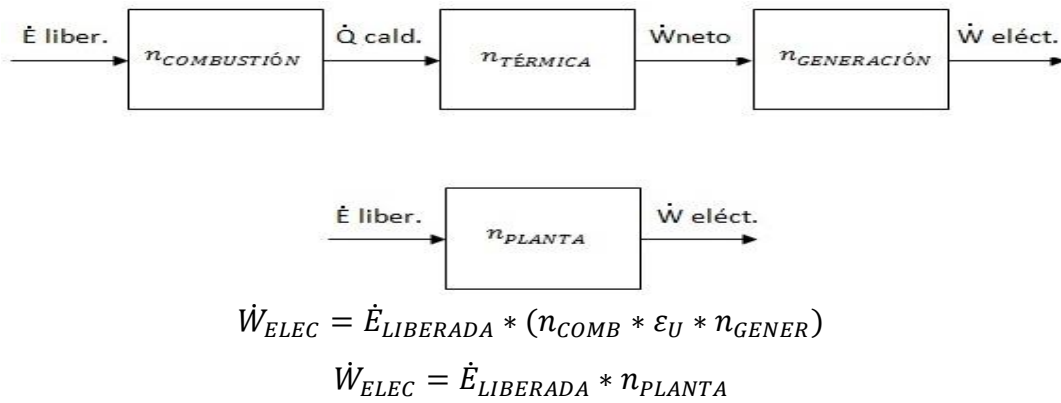 Ė liber. Q̇ cald. Ẇneto Ẇ eléct.
n_COMBUSTIÓN n_TÉRMICA n_GENERACIÓN
Ė liber. Ẇ eléct.
n_PLANTA
Ẇ_ELEC = Ė_LIBERADA * (n_COMB * ε_U * n_GENER)
Ẇ_ELEC = Ė_LIBERADA * n_PLANTA